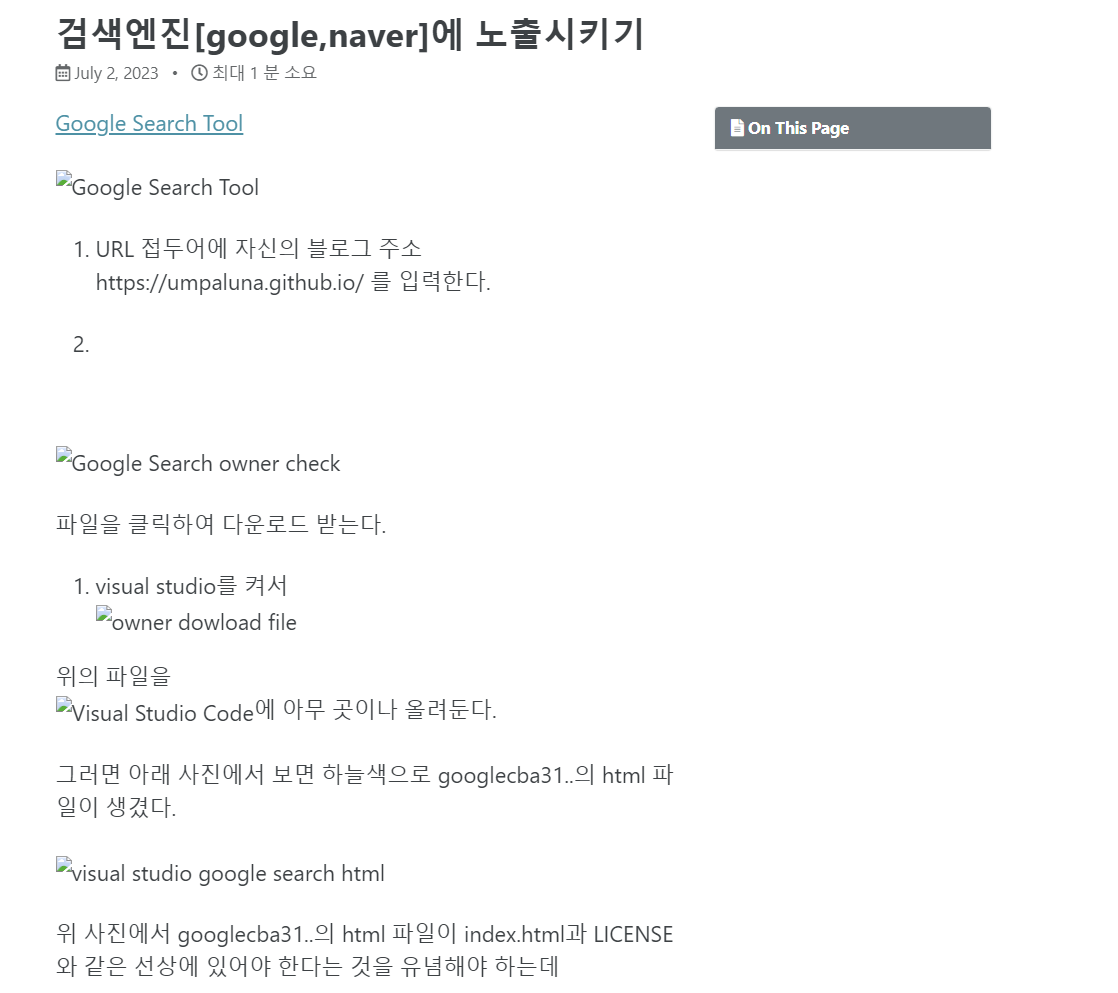 검색엔진[google,naver]에 노출시키기
July 2, 2023 • 최대 1 분 소요
Google Search Tool
On This Page
Google Search Tool
1. URL 접두어에 자신의 블로그 주소
https://umpaluna.github.io/ 를 입력한다.
2.
Google Search owner check
파일을 클릭하여 다운로드 받는다.
1. visual studio를 켜서
owner dowload file
위의 파일을
Visual Studio Code에 아무 곳이나 올려둔다.
그러면 아래 사진에서 보면 하늘색으로 googlecba31..의 html 파
일이 생겼다.
visual studio google search html
위 사진에서 googlecba31..의 html 파일이 index.html과 LICENSE
와 같은 선상에 있어야 한다는 것을 유념해야 하는데